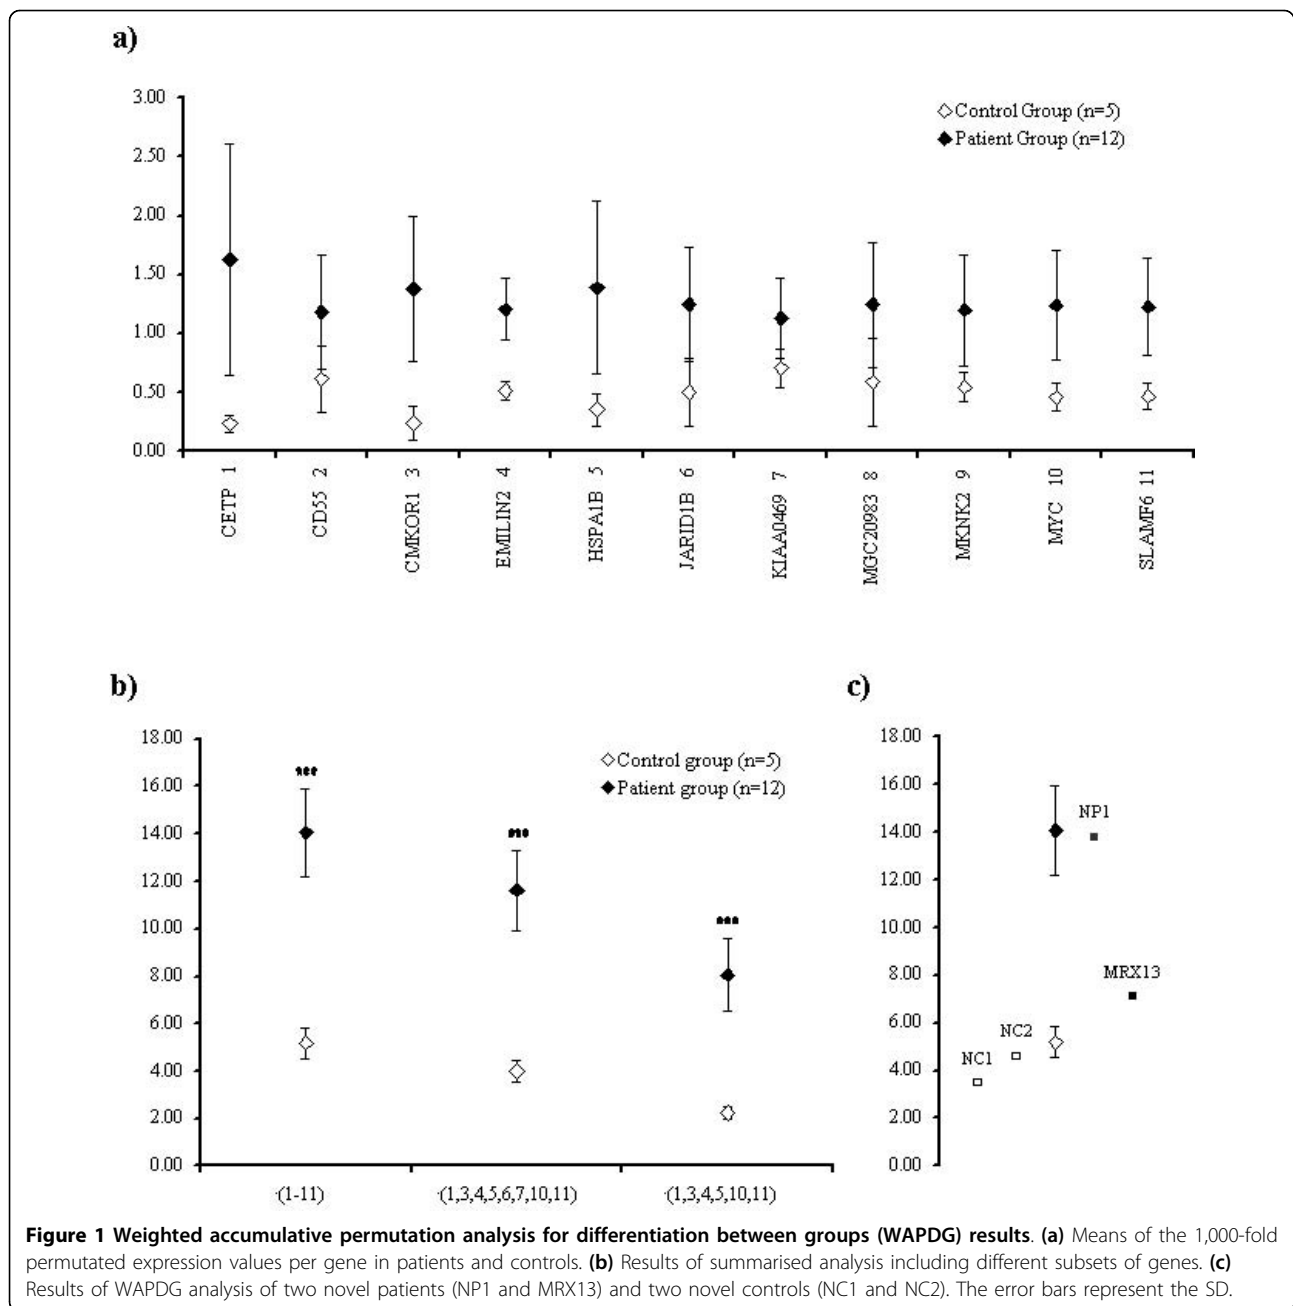 a)
3.00
2.50
2.00
1.50
1.00
0.50
0.00
Control Group (n=5)
Patient Group (n=12)
CETP 1
CD55 2
CMKOR1 3
EMILIN2 4
HSPA1B 5
JARID1B 6
KIAA0469 7
MGC20983 8
MKNK2 9
MYC 10
SLAMF6 11
b)
18.00
16.00
14.00
12.00
10.00
8.00
6.00
4.00
2.00
0.00
Control group (n=5)
Patient group (n=12)
***
***
***
(1-11)
(1,3,4,5,6,7,10,11)
(1,3,4,5,10,11)
c)
18.00
16.00
14.00
12.00
10.00
8.00
6.00
4.00
2.00
0.00
NP1
MRX13
NC2
NC1
Figure 1 Weighted accumulative permutation analysis for differentiation between groups (WAPDG) results. (a) Means of the 1,000-fold
permutated expression values per gene in patients and controls. (b) Results of summarised analysis including different subsets of genes. (c)
Results of WAPDG analysis of two novel patients (NP1 and MRX13) and two novel controls (NC1 and NC2). The error bars represent the SD.